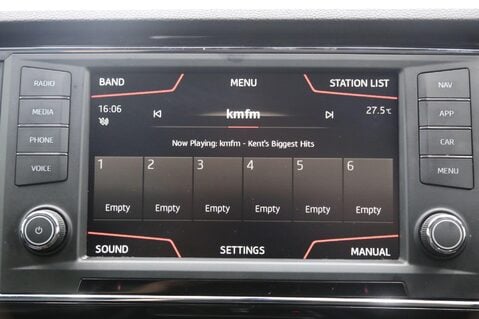 RADIO
MEDIA
PHONE
VOICE
BAND MENU STATION LIST
16:06 kmfm 27.5°C
Now Playing: kmfm - Kent's Biggest Hits
1 2 3 4 5 6
Empty Empty Empty Empty Empty Empty
SOUND SETTINGS MANUAL
NAV
APP
CAR
MENU